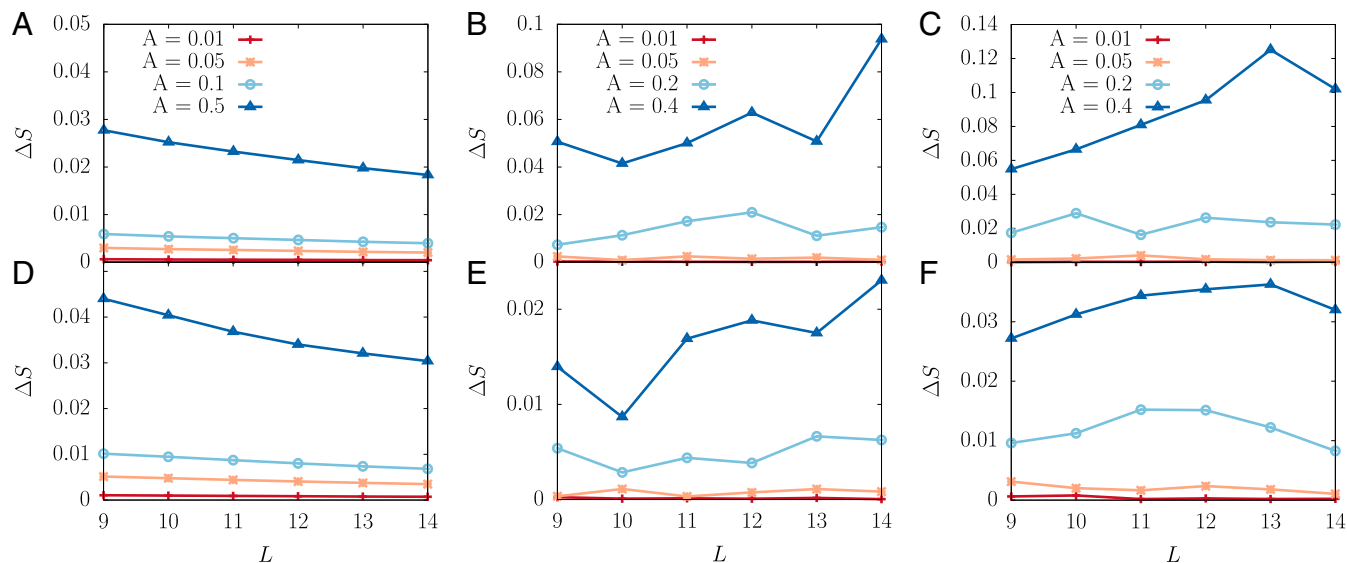 A
0.05
0.04
0.03
0.02
0.01
0
ΔS
A = 0.01
A = 0.05
A = 0.1
A = 0.5
B
0.1
0.08
0.06
0.04
0.02
0
ΔS
A = 0.01
A = 0.05
A = 0.2
A = 0.4
C
0.14
0.12
0.1
0.08
0.06
0.04
0.02
0
ΔS
A = 0.01
A = 0.05
A = 0.2
A = 0.4
D
0.04
0.03
0.02
0.01
0
ΔS
9 10 11 12 13 14
L
E
0.02
0.01
0
ΔS
9 10 11 12 13 14
L
F
0.03
0.02
0.01
0
ΔS
9 10 11 12 13 14
L